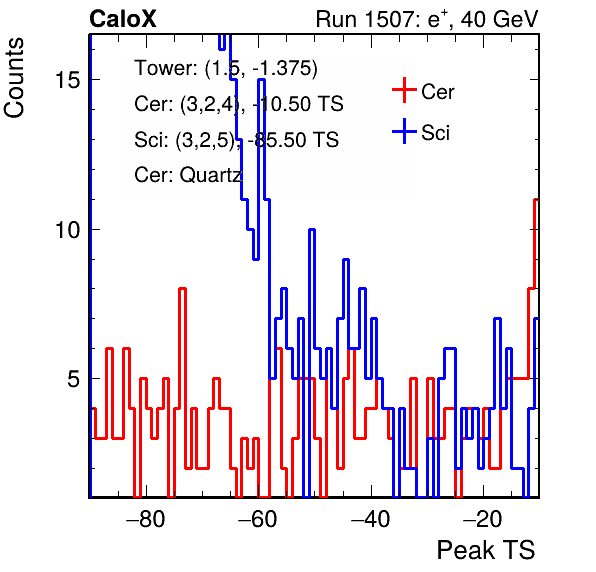 CaloX Run 1507: e⁺, 40 GeV
Counts
Tower: (1.5, -1.375)
Cer: (3,2,4), -10.50 TS
Sci: (3,2,5), -85.50 TS
Cer: Quartz
Cer
Sci
15
10
5
−80 −60 −40 −20
Peak TS